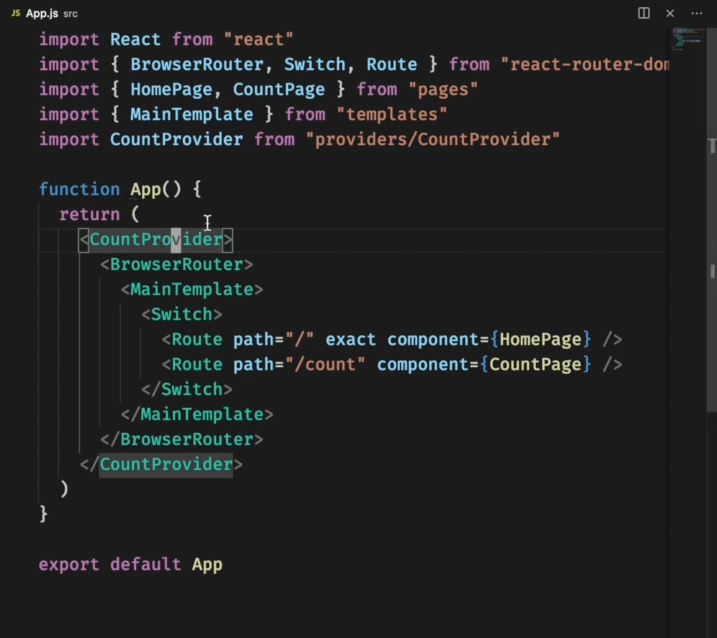 JS App.js src
import React from "react"
import { BrowserRouter, Switch, Route } from "react-router-dom
import { HomePage, CountPage } from "pages"
import { MainTemplate } from "templates"
import CountProvider from "providers/CountProvider"
function App() {
return (
<CountProvider>
<BrowserRouter>
<MainTemplate>
<Switch>
<Route path="/" exact component={HomePage} />
<Route path="/count" component={CountPage} />
</Switch>
</MainTemplate>
</BrowserRouter>
</CountProvider>
)
}
export default App